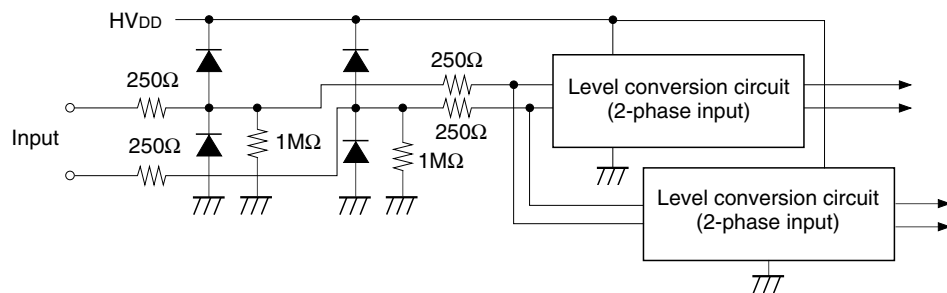 HVDD
250Ω
250Ω
Level conversion circuit
(2-phase input)
Input
250Ω
1MΩ
250Ω
1MΩ
Level conversion circuit
(2-phase input)